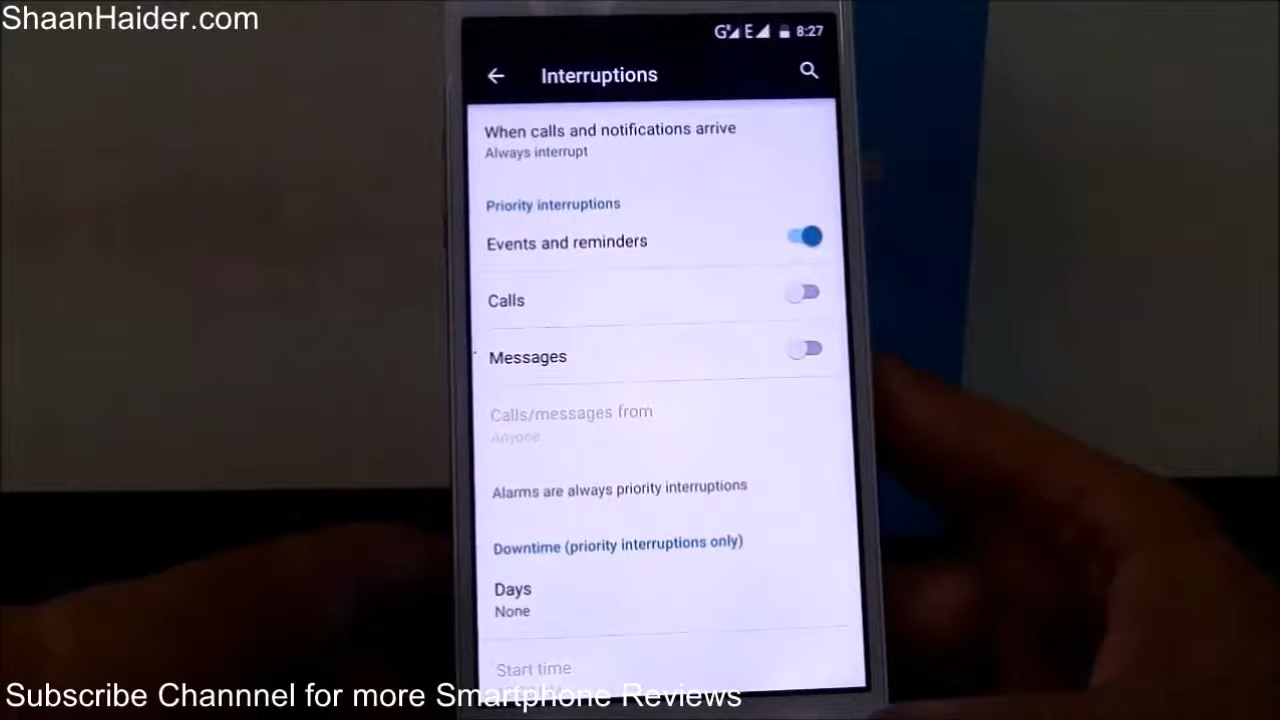 ShaanHaider.com
G E 8:27
Interruptions
When calls and notifications arrive
Always interrupt
Priority interruptions
Events and reminders
Calls
Messages
Calls/messages from
Anyone
Alarms are always priority interruptions
Downtime (priority interruptions only)
Days
None
Start time
Subscribe Channnel for more Smartphone Reviews